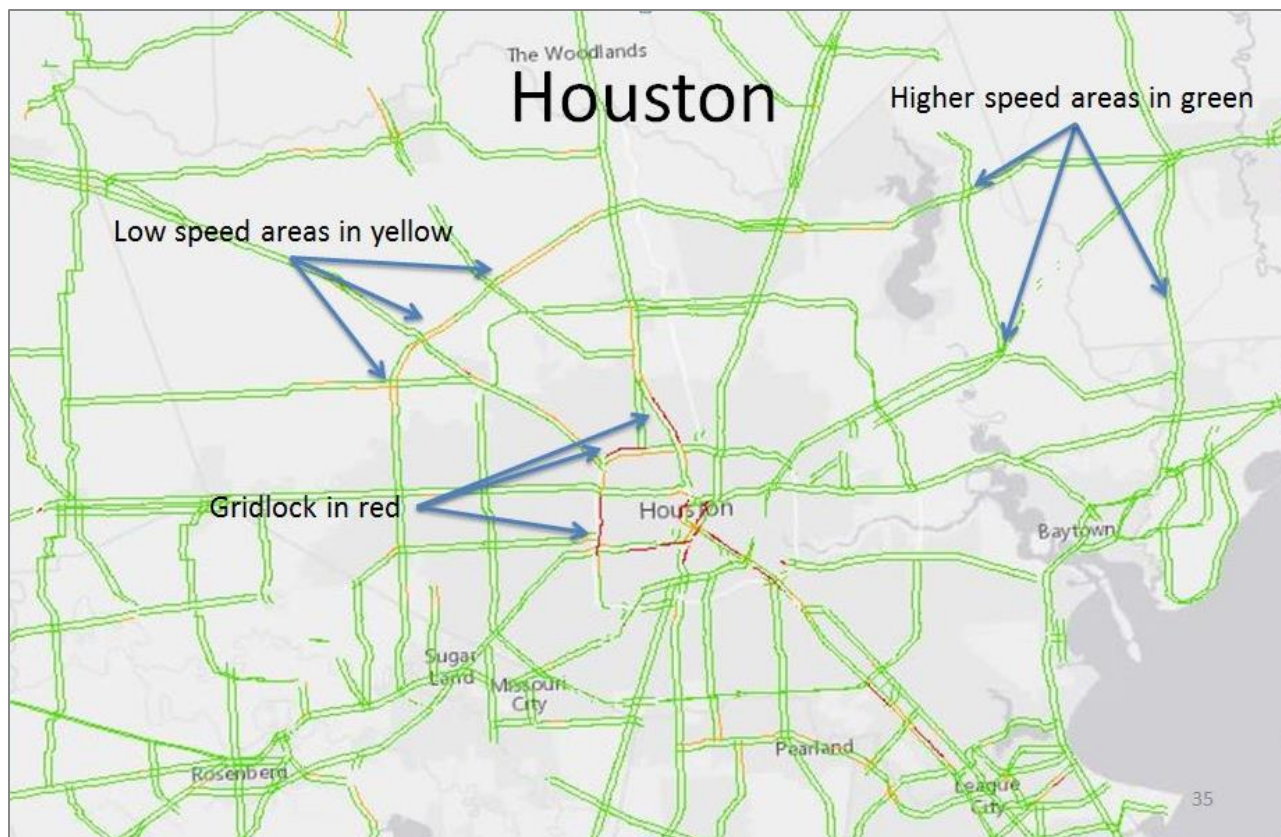 The Woodlands
Houston
Higher speed areas in green
Low speed areas in yellow
Gridlock in red
Houston
Baytown
Sugar
Land
Missouri
City
Pearland
Rosenberg
League
City
35